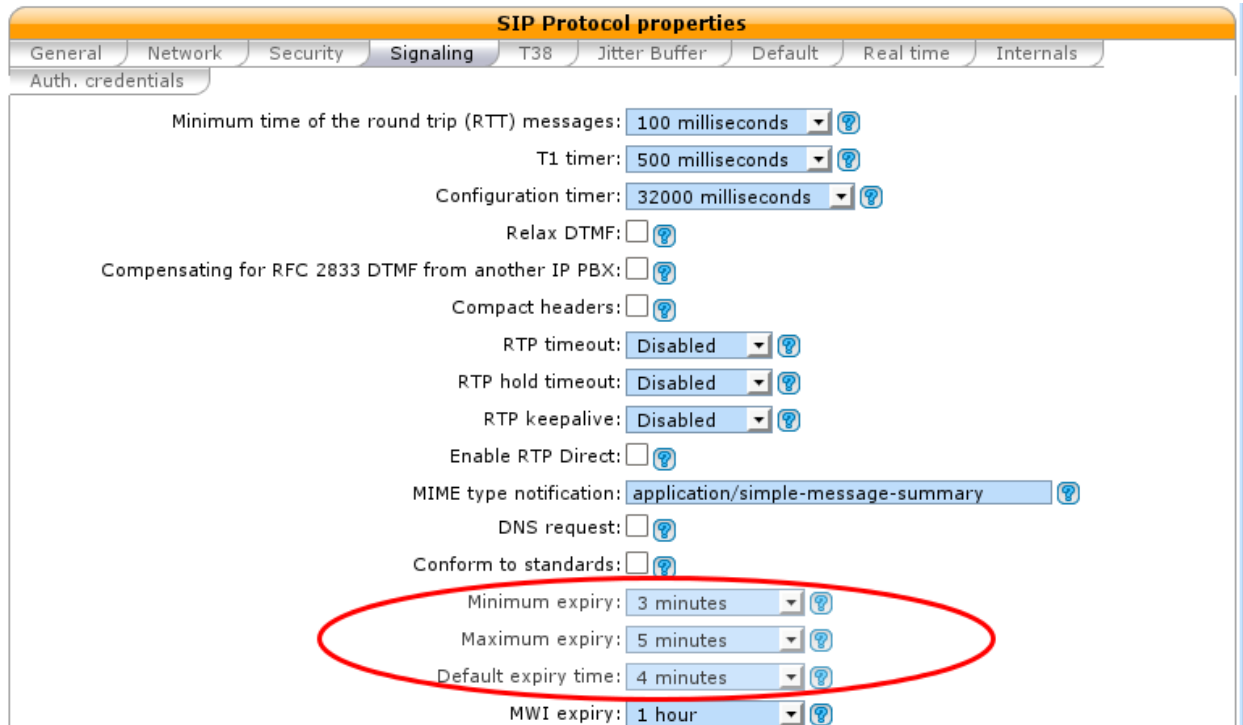 SIP Protocol properties
General Network Security Signaling T38 Jitter Buffer Default Real time Internals
Auth. credentials
Minimum time of the round trip (RTT) messages: 100 milliseconds
T1 timer: 500 milliseconds
Configuration timer: 32000 milliseconds
Relax DTMF:
Compensating for RFC 2833 DTMF from another IP PBX:
Compact headers:
RTP timeout: Disabled
RTP hold timeout: Disabled
RTP keepalive: Disabled
Enable RTP Direct:
MIME type notification: application/simple-message-summary
DNS request:
Conform to standards:
Minimum expiry: 3 minutes
Maximum expiry: 5 minutes
Default expiry time: 4 minutes
MWI expiry: 1 hour